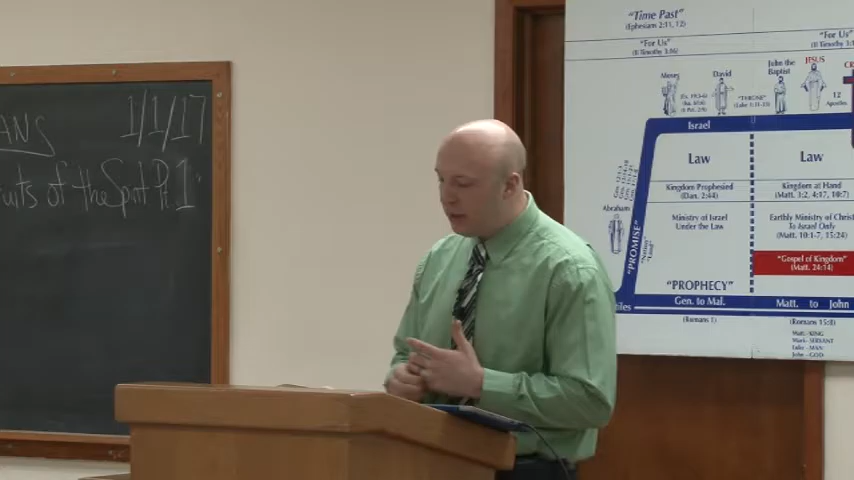 ANS
1/1/17
uits of the Spirit Pt 1
"Time Past"
(Ephesians 2:11, 12)
"For Us"
"For Us"
Moses
David
John the
Baptist
JESUS
"THRONE"
12
Apostles
Israel
Law
Law
Kingdom Prophesied
(Dan. 2:44)
Kingdom at Hand
(Matt. 3:2, 4:17, 10:7)
Abraham
"PROMISE"
Ministry of Israel
Under the Law
Earthly Ministry of Christ
To Israel Only
(Matt. 10:1-7, 15:24)
"Gospel of Kingdom"
(Matt. 24:14)
"PROPHECY"
Gen. to Mal.
Matt. to John
(Romans 1)
(Romans 15:8)
Matt.-KING
Mark-SERVANT
Luke-MAN
John-GOD